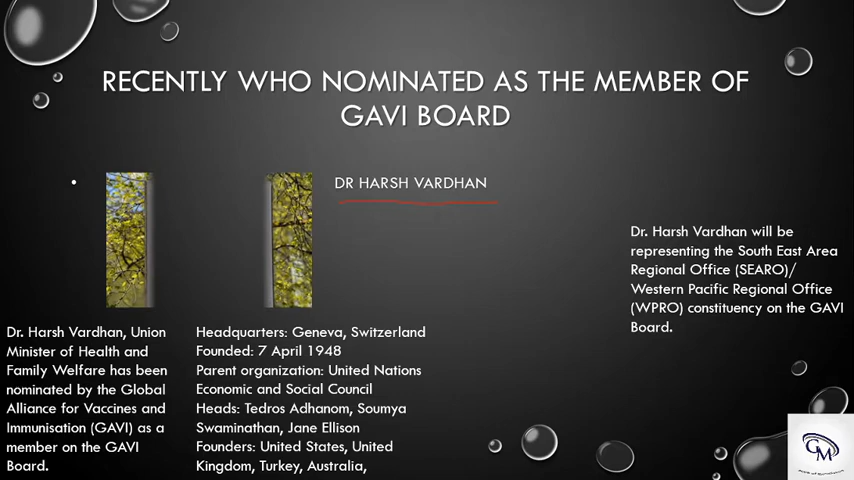 RECENTLY WHO NOMINATED AS THE MEMBER OF
GAVI BOARD
• DR HARSH VARDHAN
Dr. Harsh Vardhan will be
representing the South East Area
Regional Office (SEARO)/
Western Pacific Regional Office
(WPRO) constituency on the GAVI
Board.
Dr. Harsh Vardhan, Union
Minister of Health and
Family Welfare has been
nominated by the Global
Alliance for Vaccines and
Immunisation (GAVI) as a
member on the GAVI
Board.
Headquarters: Geneva, Switzerland
Founded: 7 April 1948
Parent organization: United Nations
Economic and Social Council
Heads: Tedros Adhanom, Soumya
Swaminathan, Jane Ellison
Founders: United States, United
Kingdom, Turkey, Australia,
GM